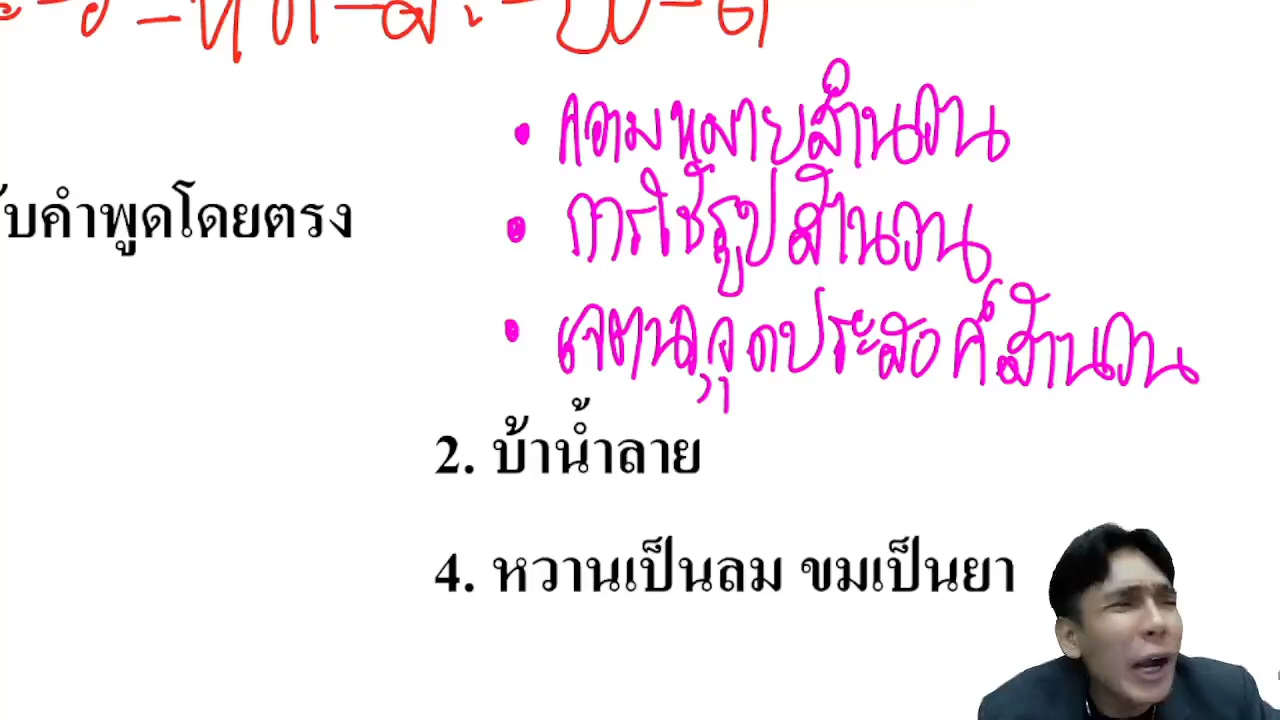 • ความหมายสำนวน
• การใช้รูปสำนวน
ับคำพูดโดยตรง
• เจตนาจุดประสงค์สำนวน
2. บ้าน้ำลาย
4. หวานเป็นลม ขมเป็นยา